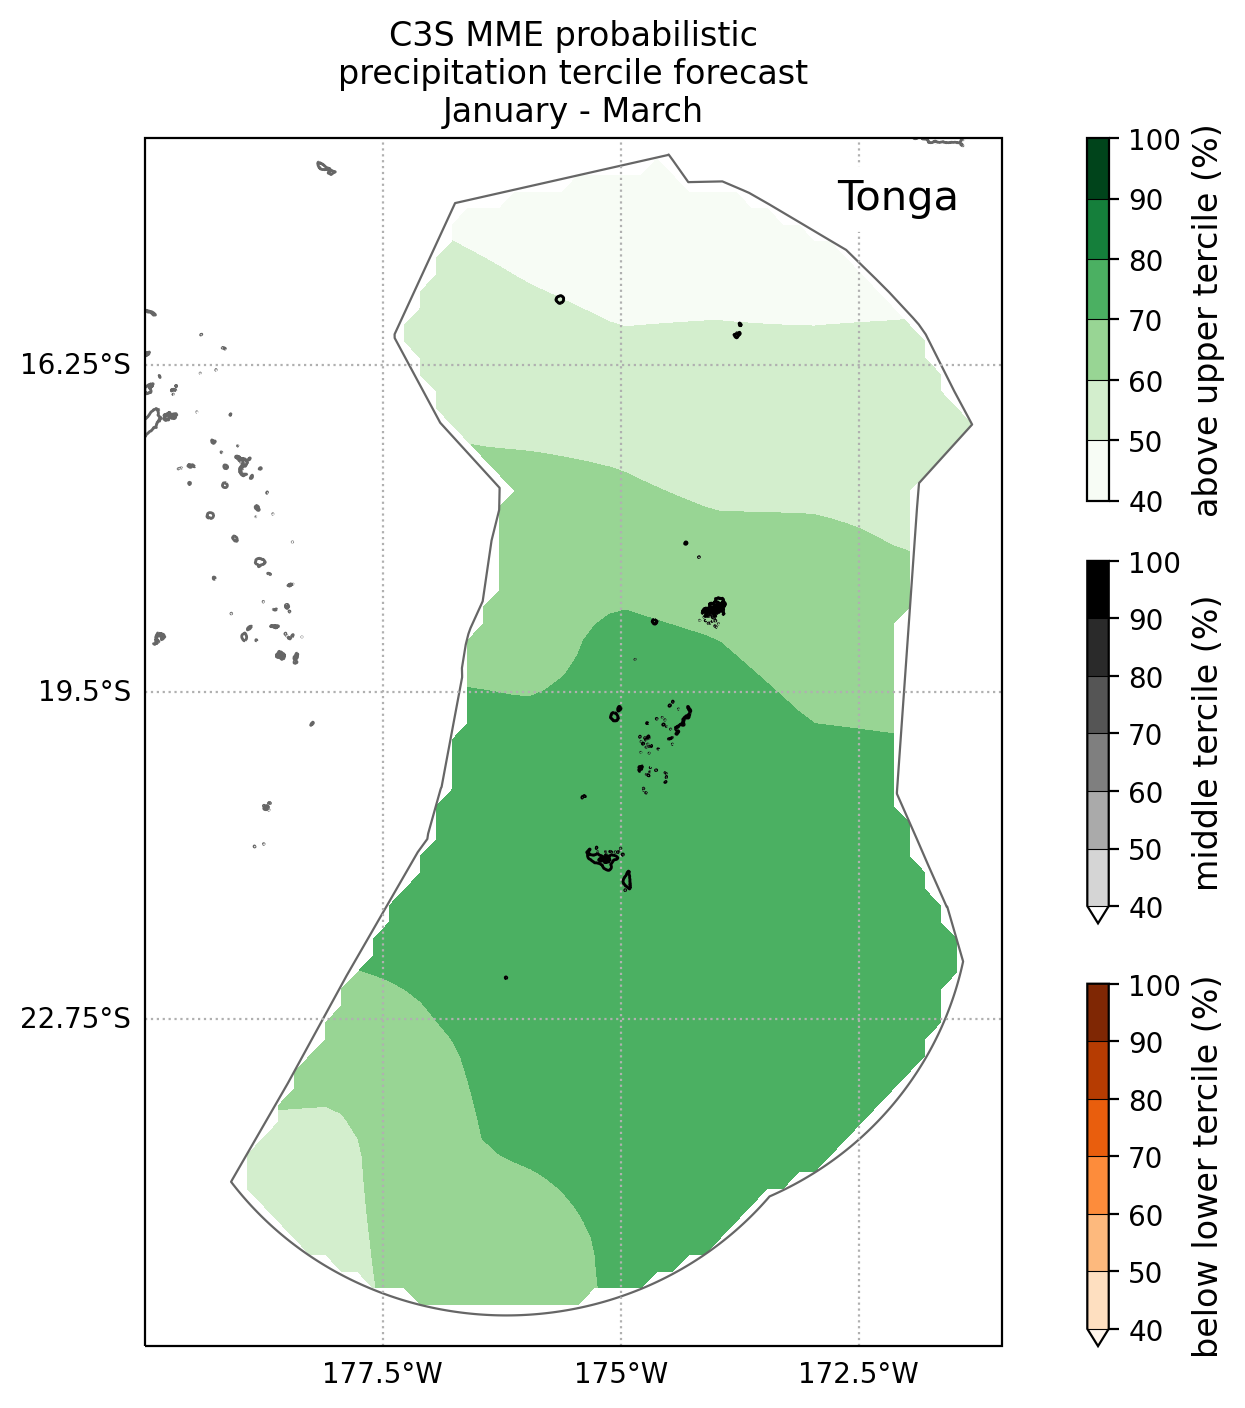 C3S MME probabilistic
precipitation tercile forecast
January - March
Tonga
16.25°S
19.5°S
22.75°S
177.5°W
175°W
172.5°W
100
90
80
70
60
50
40
above upper tercile (%)
100
90
80
70
60
50
40
middle tercile (%)
100
90
80
70
60
50
40
below lower tercile (%)